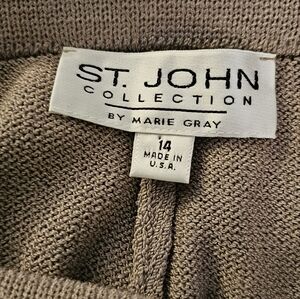 ST. JOHN
COLLECTION
BY MARIE GRAY
14
MADE IN
U.S.A.